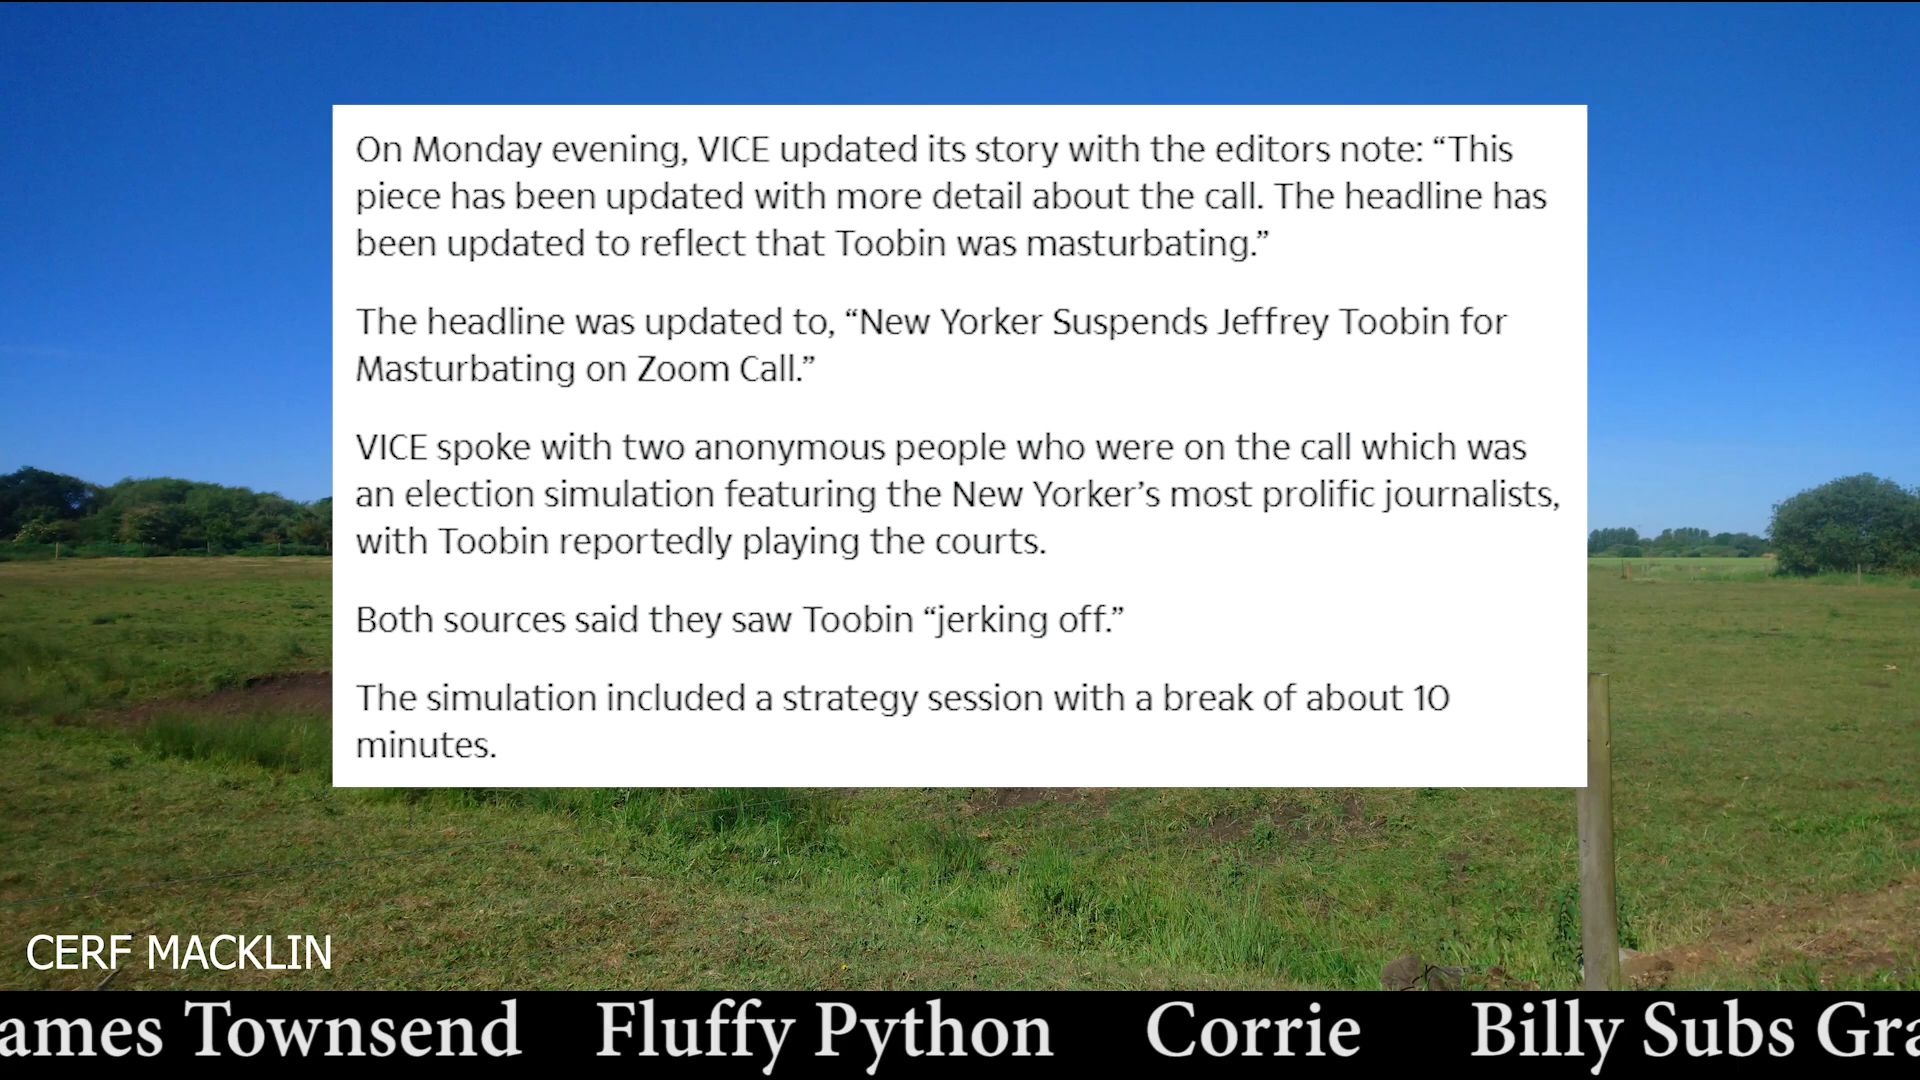 On Monday evening, VICE updated its story with the editors note: “This
piece has been updated with more detail about the call. The headline has
been updated to reflect that Toobin was masturbating.”
The headline was updated to, “New Yorker Suspends Jeffrey Toobin for
Masturbating on Zoom Call.”
VICE spoke with two anonymous people who were on the call which was
an election simulation featuring the New Yorker’s most prolific journalists,
with Toobin reportedly playing the courts.
Both sources said they saw Toobin “jerking off.”
The simulation included a strategy session with a break of about 10
minutes.
CERF MACKLIN
ames Townsend Fluffy Python Corrie Billy Subs Gra